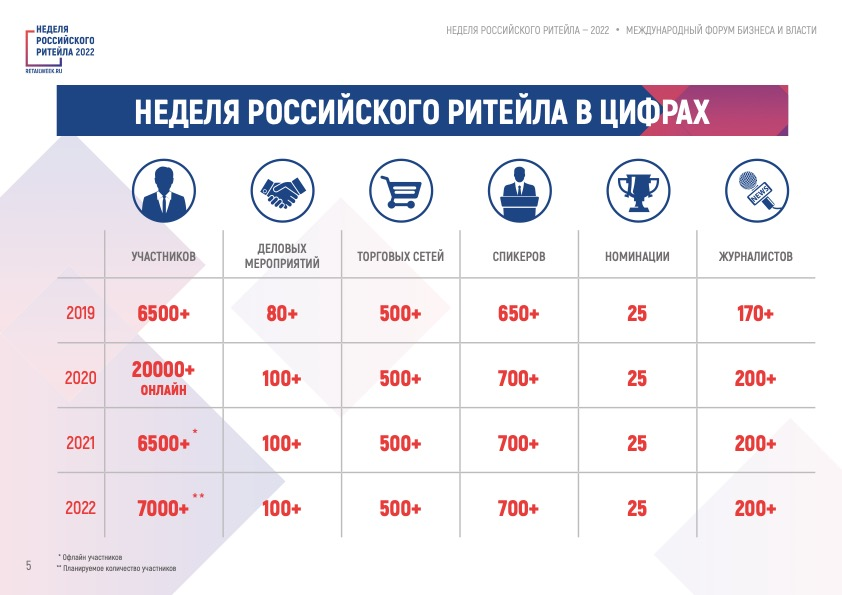 НЕДЕЛЯ
РОССИЙСКОГО
РИТЕЙЛА 2022
RETAILWEEK.RU
НЕДЕЛЯ РОССИЙСКОГО РИТЕЙЛА – 2022 • МЕЖДУНАРОДНЫЙ ФОРУМ БИЗНЕСА И ВЛАСТИ
НЕДЕЛЯ РОССИЙСКОГО РИТЕЙЛА В ЦИФРАХ
NEWS
УЧАСТНИКОВ
ДЕЛОВЫХ
МЕРОПРИЯТИЙ
ТОРГОВЫХ СЕТЕЙ
СПИКЕРОВ
НОМИНАЦИИ
ЖУРНАЛИСТОВ
2019 6500+ 80+ 500+ 650+ 25 170+
2020 20000+ 100+ 500+ 700+ 25 200+
ОНЛАЙН
2021 6500+* 100+ 500+ 700+ 25 200+
2022 7000+** 100+ 500+ 700+ 25 200+
* Офлайн участников
** Планируемое количество участников
5